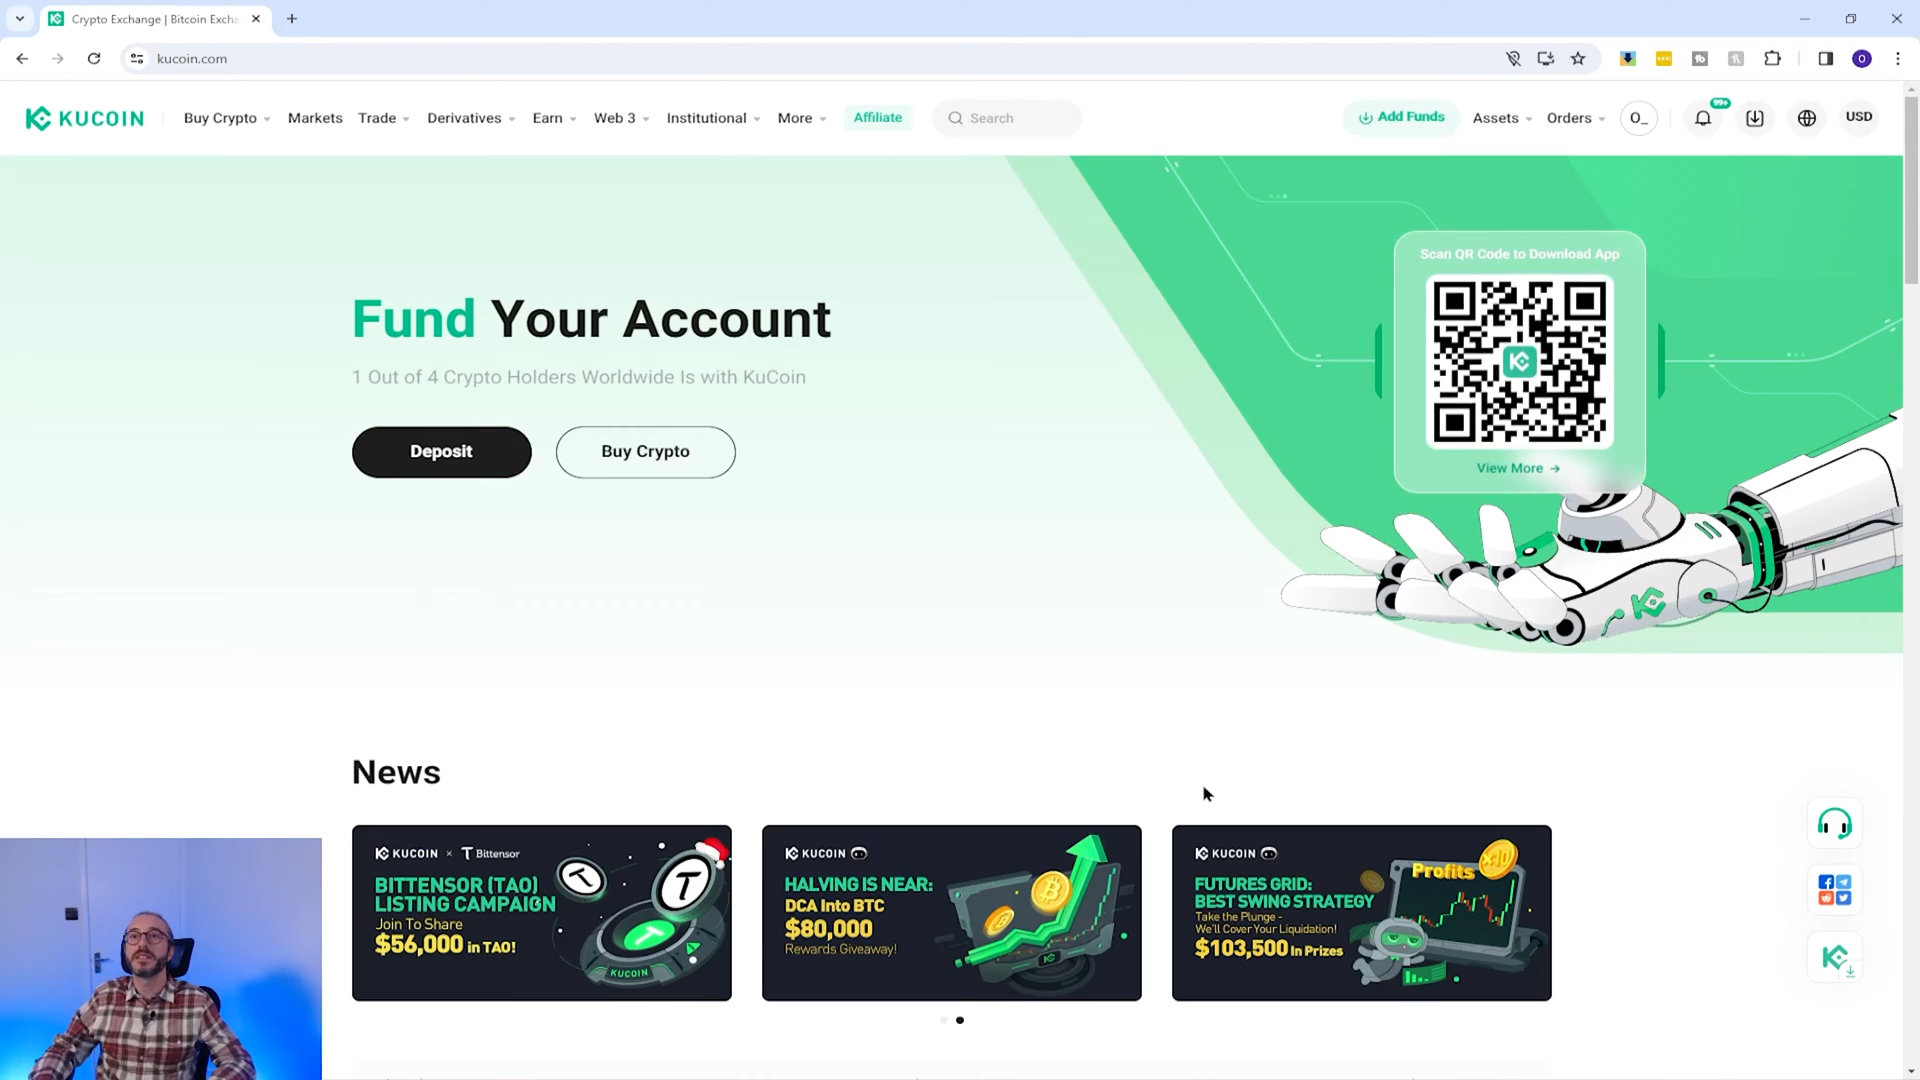 Crypto Exchange | Bitcoin Excha
kucoin.com
KUCOIN
Buy Crypto
Markets
Trade
Derivatives
Earn
Web 3
Institutional
More
Affiliate
Search
Add Funds
Assets
Orders
O_
99+
USD
Fund Your Account
1 Out of 4 Crypto Holders Worldwide Is with KuCoin
Deposit
Buy Crypto
Scan QR Code to Download App
View More →
News
KUCOIN × Bittensor
BITTENSOR (TAO)
LISTING CAMPAIGN
Join To Share
$56,000 in TAO!
KUCOIN
KUCOIN
HALVING IS NEAR:
DCA Into BTC
$80,000
Rewards Giveaway!
KUCOIN
FUTURES GRID:
BEST SWING STRATEGY
Take the Plunge -
We'll Cover Your Liquidation!
$103,500 In Prizes
Profits
X10